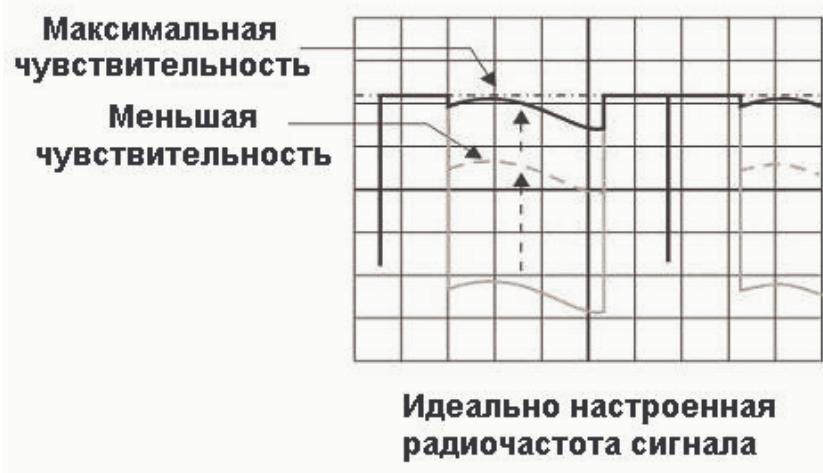 Максимальная
чувствительность
Меньшая
чувствительность
Идеально настроенная
радиочастота сигнала